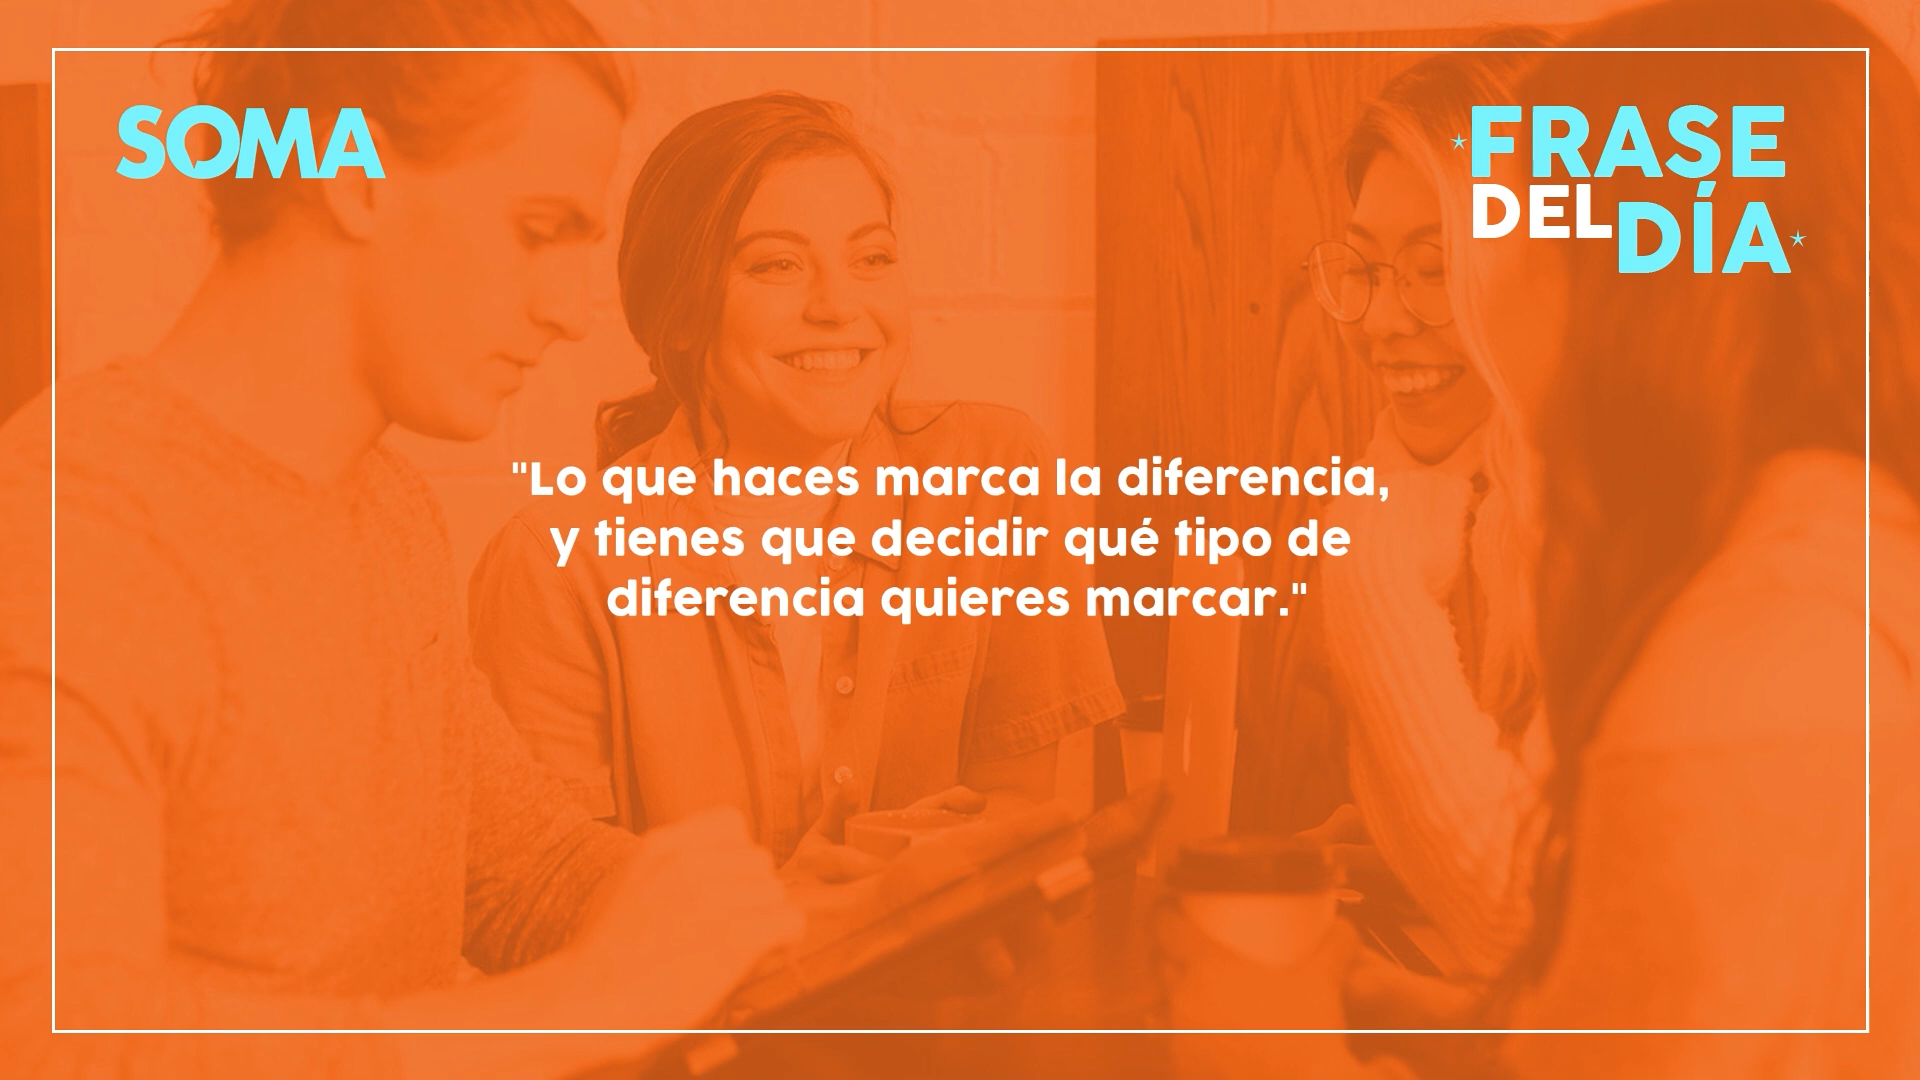 SOMA
FRASE
DEL DÍA
"Lo que haces marca la diferencia,
y tienes que decidir qué tipo de
diferencia quieres marcar."